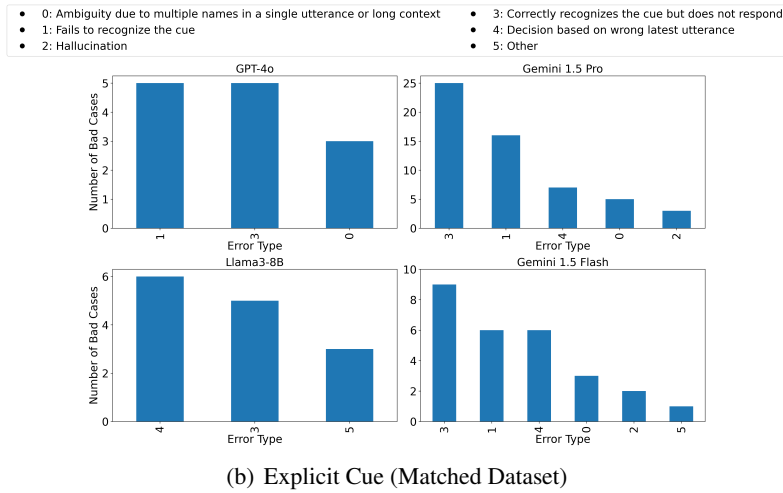 • 0: Ambiguity due to multiple names in a single utterance or long context
• 1: Fails to recognize the cue
• 2: Hallucination
• 3: Correctly recognizes the cue but does not respond
• 4: Decision based on wrong latest utterance
• 5: Other
GPT-4o
Number of Bad Cases
5
4
3
2
1
0
1 3 0
Error Type
Gemini 1.5 Pro
25
20
15
10
5
0
3 1 4 0 2
Error Type
Llama3-8B
Number of Bad Cases
6
4
2
0
4 3 5
Error Type
Gemini 1.5 Flash
10
8
6
4
2
0
3 1 4 0 2 5
Error Type
(b) Explicit Cue (Matched Dataset)